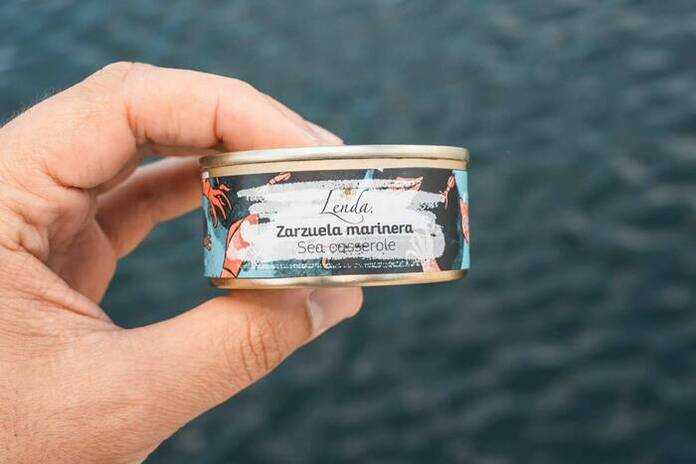 Lenda.
Zarzuela marinera
Sea casserole